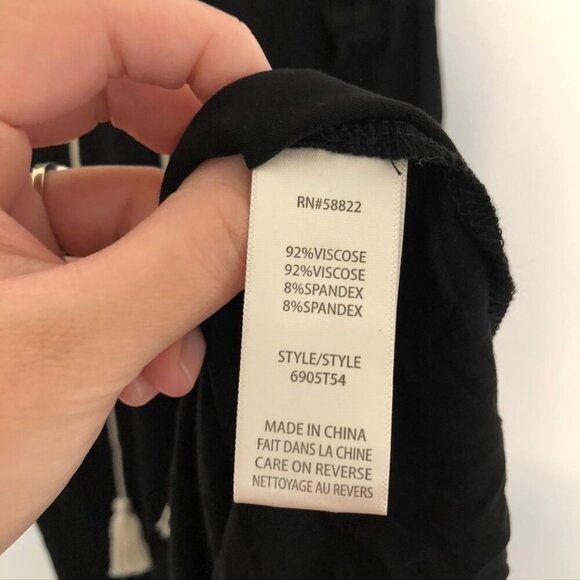 RN#58822
92%VISCOSE
92%VISCOSE
8%SPANDEX
8%SPANDEX
STYLE/STYLE
6905T54
MADE IN CHINA
FAIT DANS LA CHINE
CARE ON REVERSE
NETTOYAGE AU REVERS